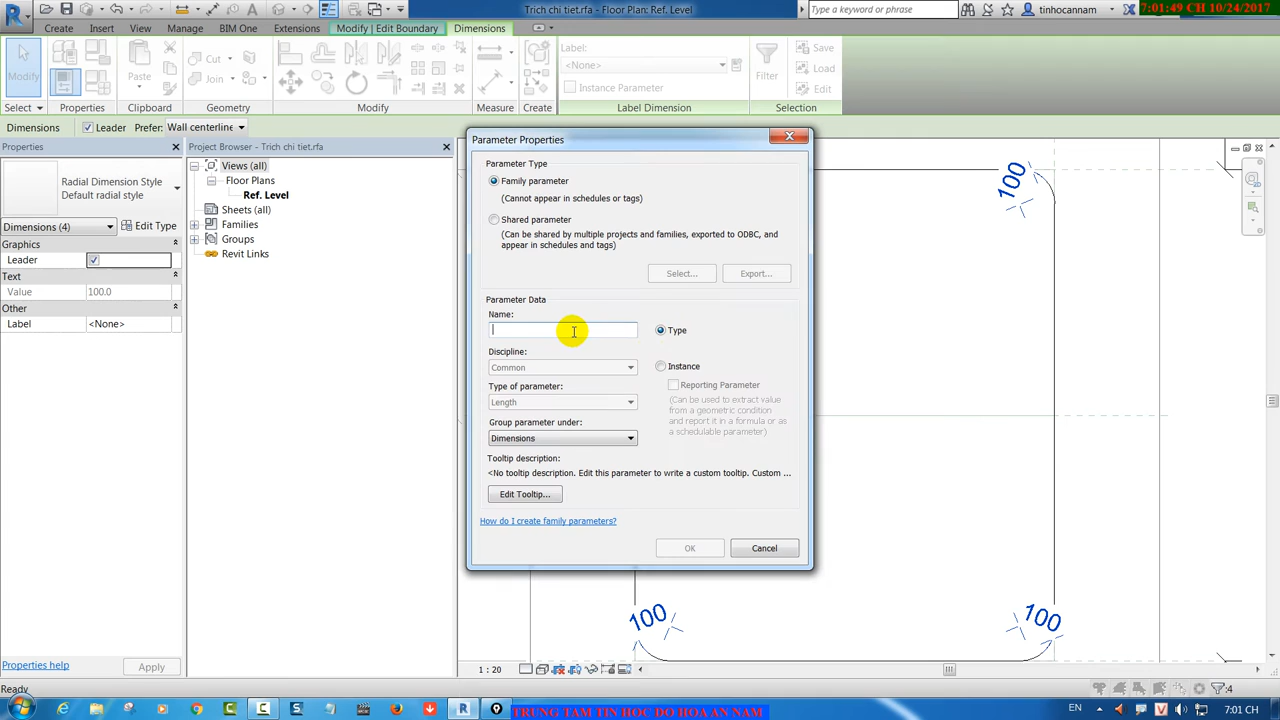 Trich chi tiet.rfa - Floor Plan: Ref. Level
Type a keyword or phrase
tinhocannam
7:01:49 CH 10/24/2017
Create
Insert
View
Manage
BIM One
Extensions
Modify | Edit Boundary
Dimensions
Modify
Paste
Cut
Join
Label:
<None>
Instance Parameter
Filter
Save
Load
Edit
Select
Properties
Clipboard
Geometry
Modify
Measure
Create
Label Dimension
Selection
Dimensions
Leader
Prefer:
Wall centerline
Properties
Radial Dimension Style
Default radial style
Dimensions (4)
Edit Type
Graphics
Leader
Text
Value
100.0
Other
Label
<None>
Properties help
Apply
Project Browser - Trich chi tiet.rfa
Views (all)
Floor Plans
Ref. Level
Sheets (all)
Families
Groups
Revit Links
Parameter Properties
Parameter Type
Family parameter
(Cannot appear in schedules or tags)
Shared parameter
(Can be shared by multiple projects and families, exported to ODBC, and
appear in schedules and tags)
Select...
Export...
Parameter Data
Name:
Type
Discipline:
Common
Instance
Type of parameter:
Reporting Parameter
Length
(Can be used to extract value
from a geometric condition
and report it in a formula or as
a schedulable parameter)
Group parameter under:
Dimensions
Tooltip description:
<No tooltip description. Edit this parameter to write a custom tooltip. Custom ...
Edit Tooltip...
How do I create family parameters?
OK
Cancel
100
100
100
1 : 20
Ready
:4
EN
7:01 CH
TRUNG TAM TIN HOC DO HOA AN NAM